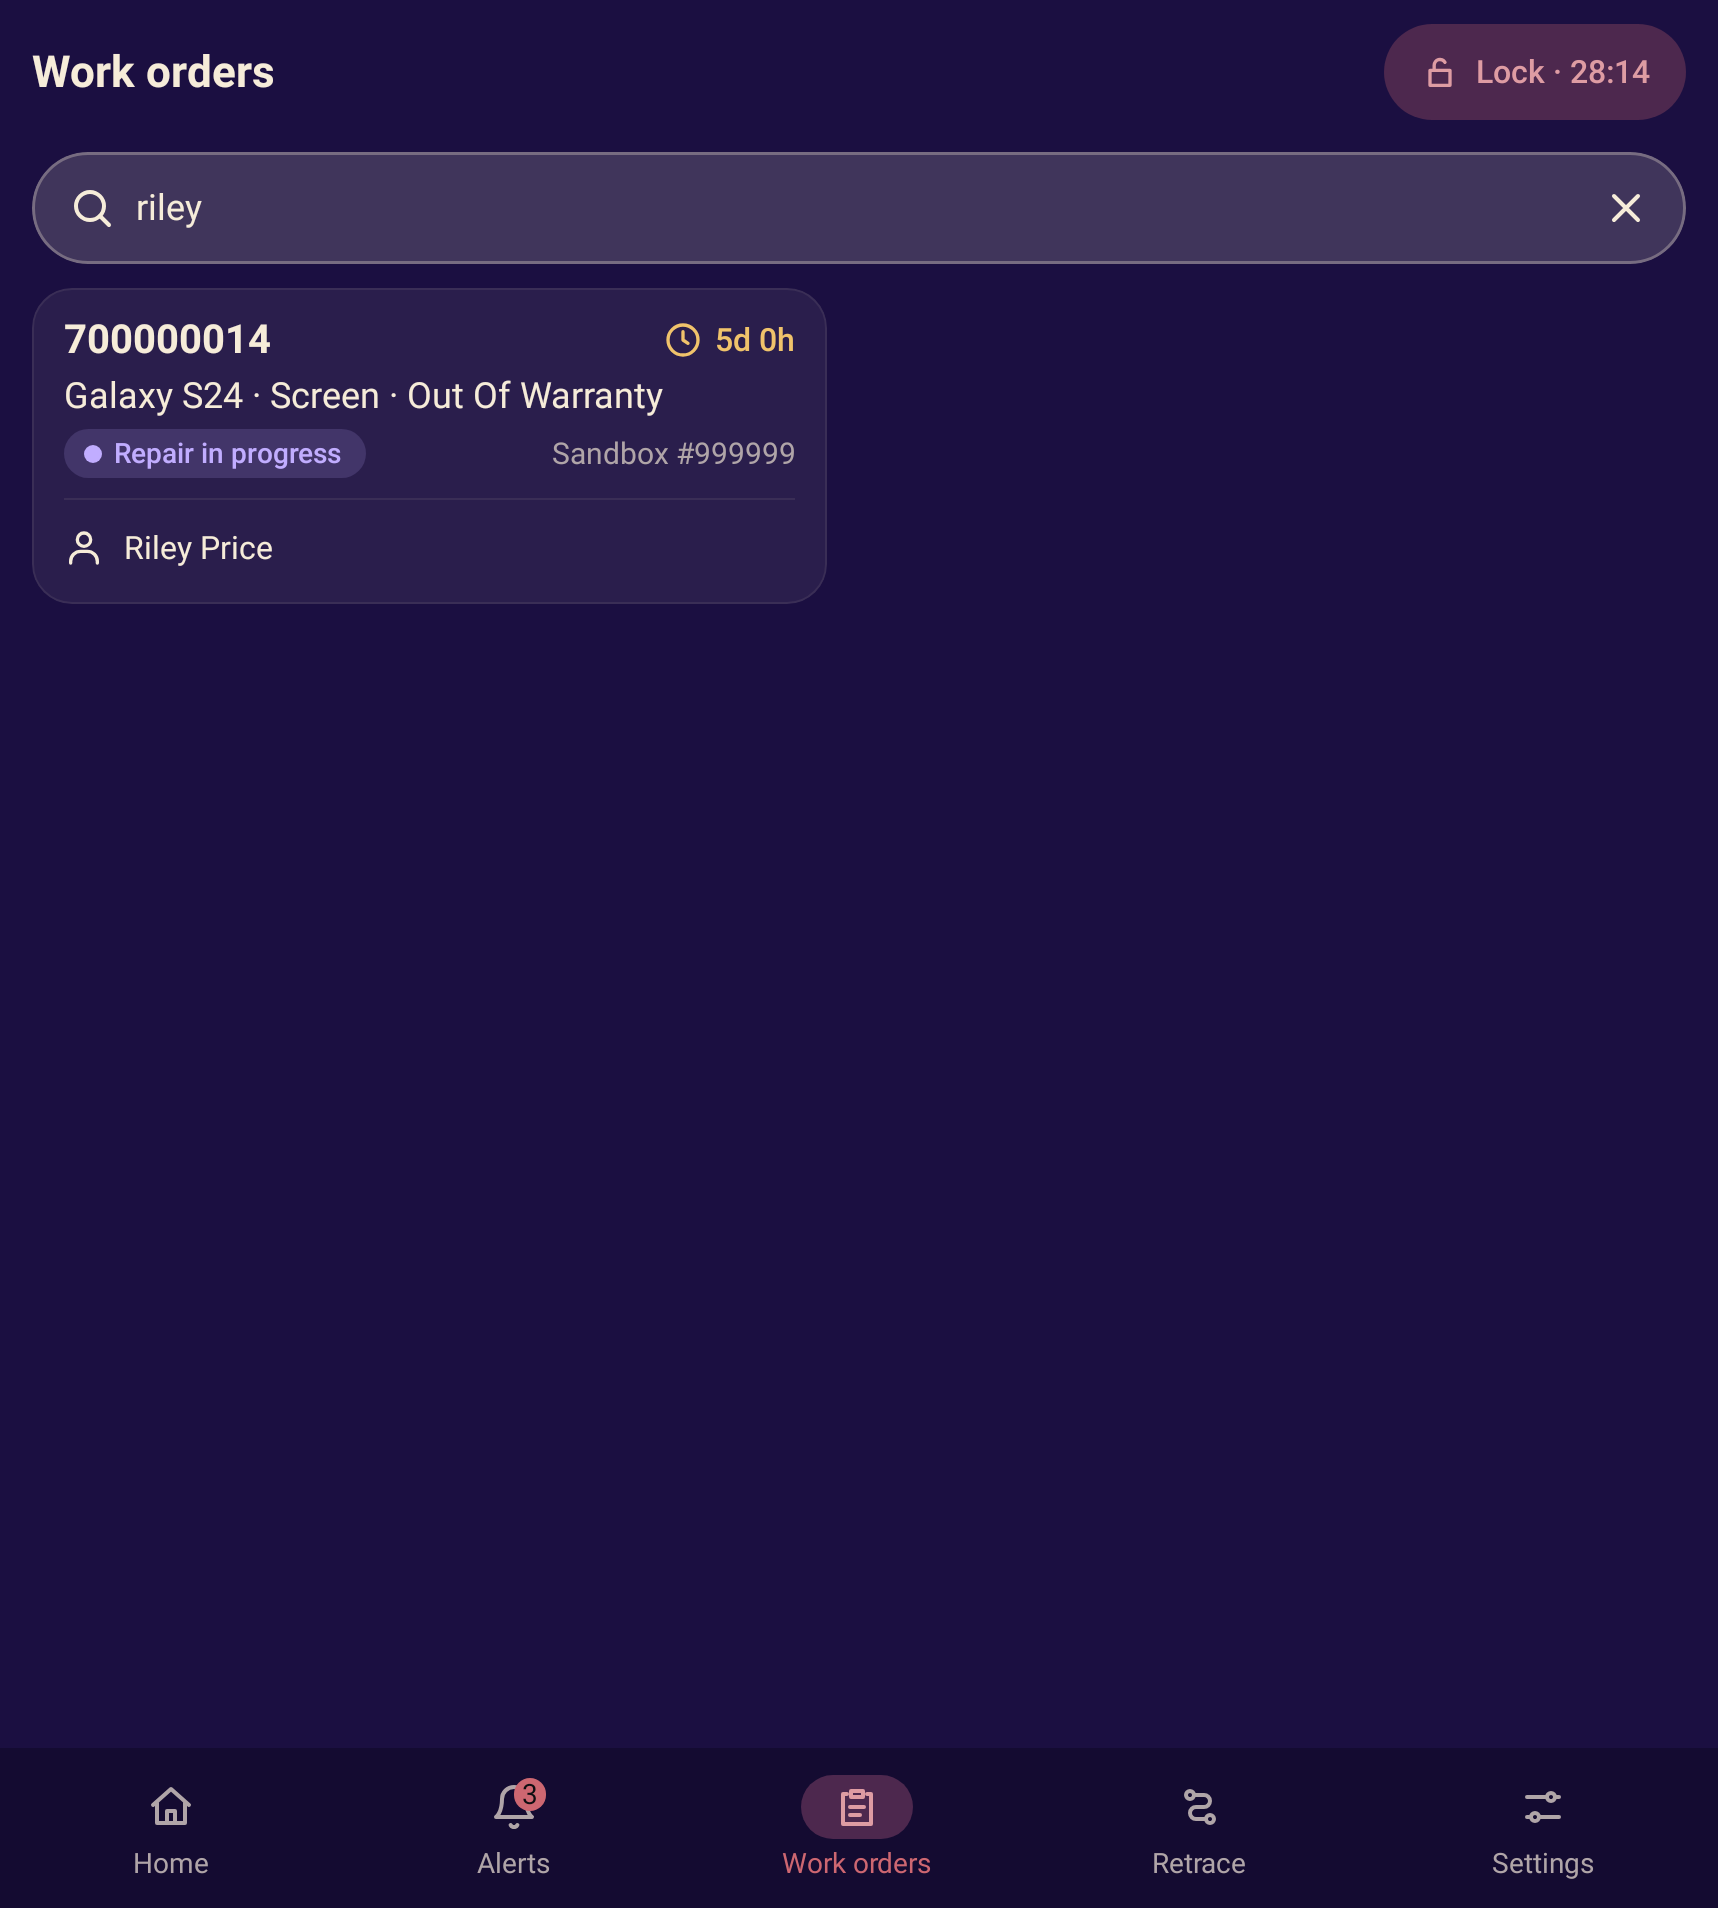 Work orders
Lock · 28:14
riley
700000014
5d 0h
Galaxy S24 · Screen · Out Of Warranty
Repair in progress
Sandbox #999999
Riley Price
3
Home
Alerts
Work orders
Retrace
Settings